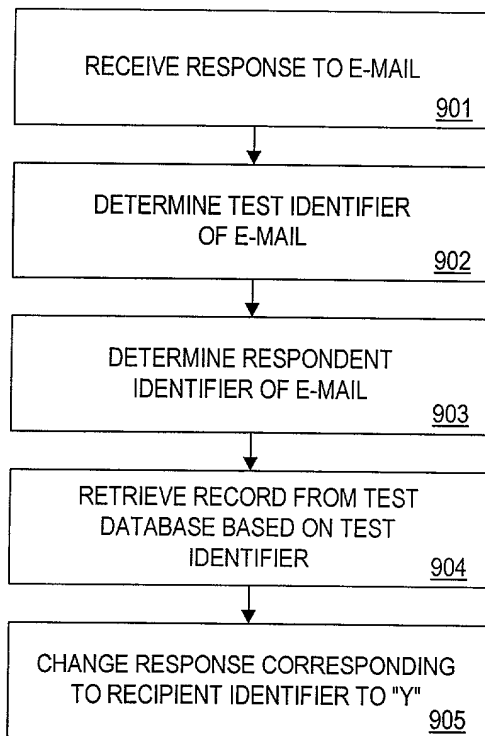 RECEIVE RESPONSE TO E-MAIL
901
DETERMINE TEST IDENTIFIER
OF E-MAIL
902
DETERMINE RESPONDENT
IDENTIFIER OF E-MAIL
903
RETRIEVE RECORD FROM TEST
DATABASE BASED ON TEST
IDENTIFIER
904
CHANGE RESPONSE CORRESPONDING
TO RECIPIENT IDENTIFIER TO "Y"
905